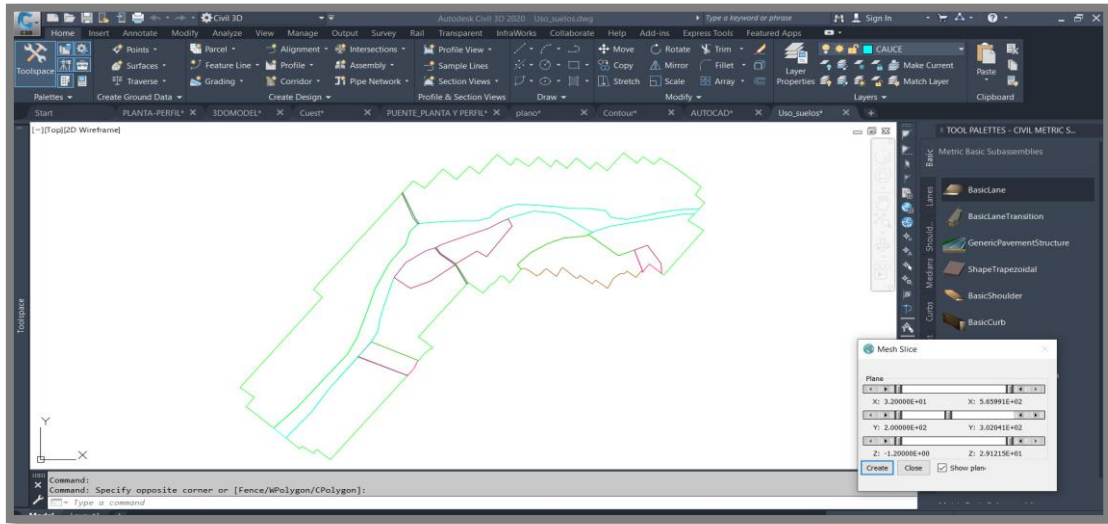 Civil 3D
Autodesk Civil 3D 2020 Uso_suelos.dwg
Type a keyword or phrase
Sign In
Home Insert Annotate Modify Analyze View Manage Output Survey Rail Transparent InfraWorks Collaborate Help Add-ins Express Tools Featured Apps
Toolspace
Points
Surfaces
Traverse
Parcel
Feature Line
Grading
Alignment
Profile
Corridor
Intersections
Assembly
Pipe Network
Profile View
Sample Lines
Section Views
Move
Copy
Stretch
Rotate
Mirror
Scale
Trim
Fillet
Array
Layer
Properties
CAUCE
Make Current
Match Layer
Paste
Palettes Create Ground Data Create Design Profile & Section Views Draw Modify Layers Clipboard
Start PLANTA-PERFIL* 3DOMODEL* Cuest* PUENTE_PLANTA Y PERFIL* plano* Contour* AUTOCAD* Uso_suelos*
[−][Top][2D Wireframe]
Toolspace
Y
X
TOOL PALETTES - CIVIL METRIC S...
Metric Basic Subassemblies
Basic
Lanes
Should...
Medians
Curbs
BasicLane
BasicLaneTransition
GenericPavementStructure
ShapeTrapezoidal
BasicShoulder
BasicCurb
Mesh Slice
Plane
X: 3.20000E+01 X: 5.65991E+02
Y: 2.00000E+02 Y: 3.02041E+02
Z: -1.20000E+00 Z: 2.91215E+01
Create Close Show plan
Command:
Command: Specify opposite corner or [Fence/WPolygon/CPolygon]:
Type a command